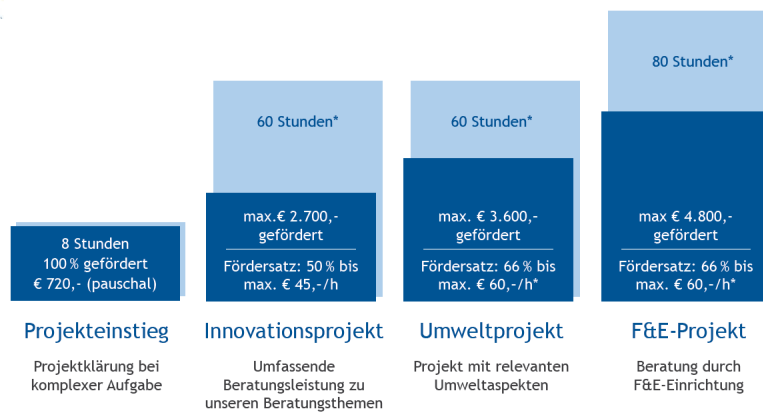 8 Stunden
100 % gefördert
€ 720,- (pauschal)
Projekteinstieg
Projektklärung bei
komplexer Aufgabe
60 Stunden*
max.€ 2.700,-
gefördert
Fördersatz: 50 % bis
max. € 45,-/h
Innovationsprojekt
Umfassende
Beratungsleistung zu
unseren Beratungsthemen
60 Stunden*
max. € 3.600,-
gefördert
Fördersatz: 66 % bis
max. € 60,-/h*
Umweltprojekt
Projekt mit relevanten
Umweltaspekten
80 Stunden*
max € 4.800,-
gefördert
Fördersatz: 66 % bis
max. € 60,-/h*
F&E-Projekt
Beratung durch
F&E-Einrichtung